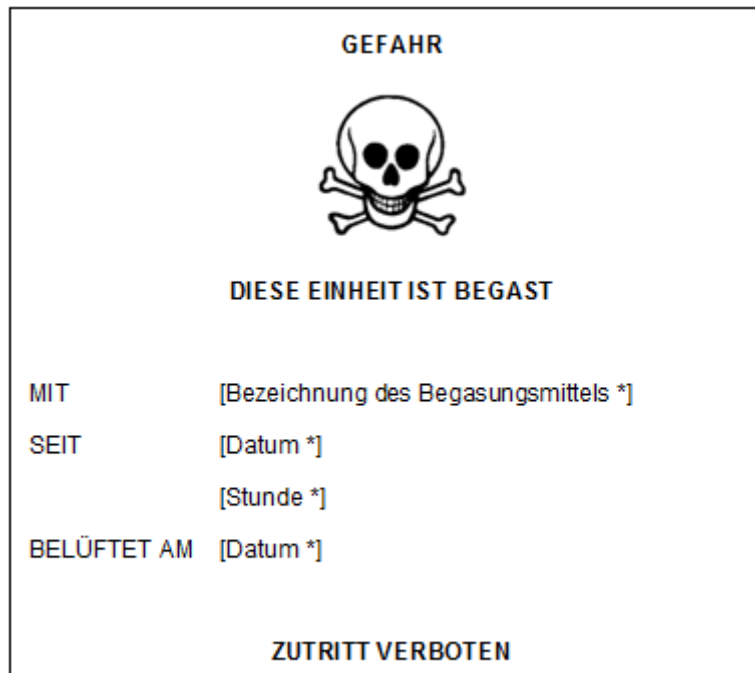 GEFAHR
DIESE EINHEIT IST BEGAST
MIT [Bezeichnung des Begasungsmittels *]
SEIT [Datum *]
[Stunde *]
BELÜFTET AM [Datum *]
ZUTRITT VERBOTEN